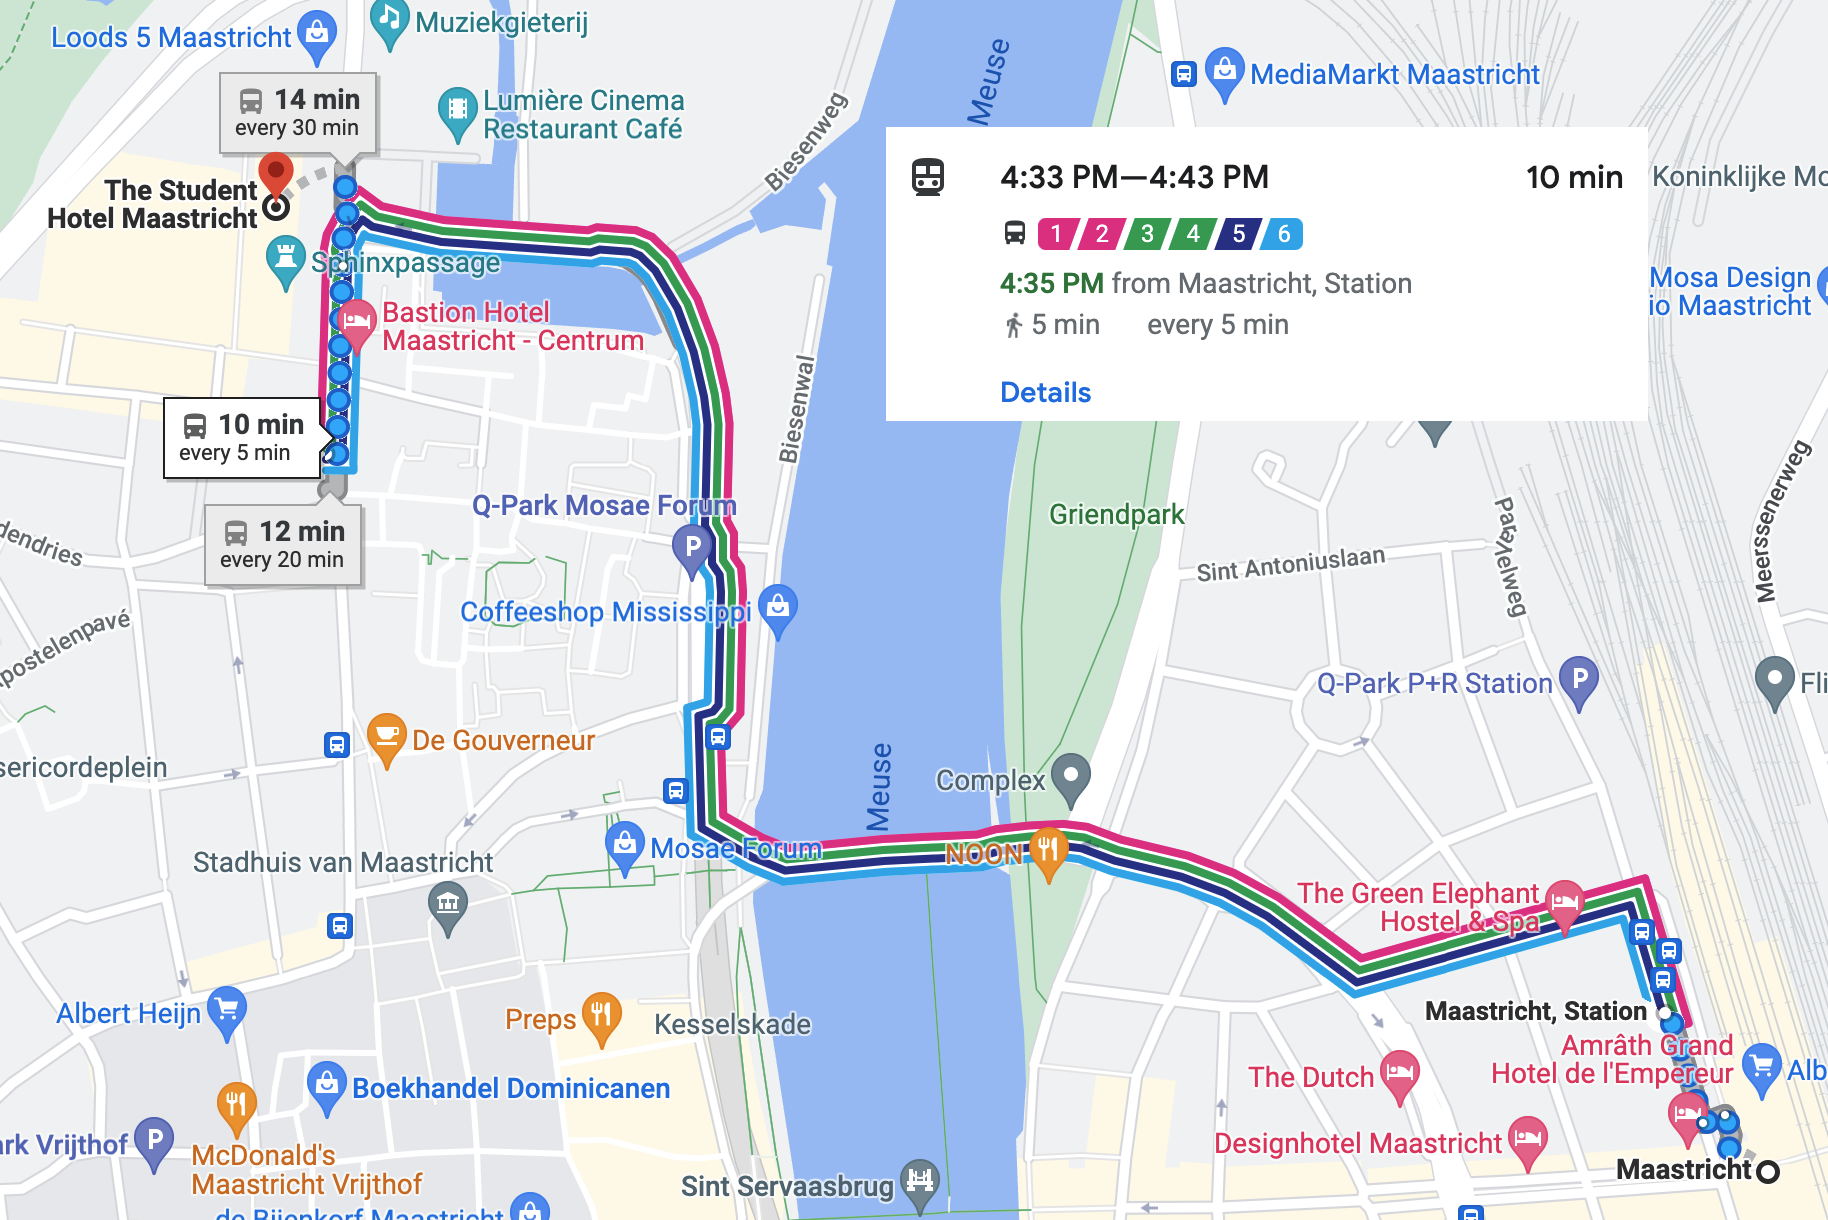 Muziekgieterij
Loods 5 Maastricht
Meuse
MediaMarkt Maastricht
14 min
every 30 min
Lumière Cinema
Restaurant Café
Biesenweg
4:33 PM—4:43 PM
10 min
Koninklijke Mo
The Student
Hotel Maastricht
1 2 3 4 5 6
Sphinxpassage
4:35 PM from Maastricht, Station
Mosa Design
io Maastricht
5 min every 5 min
Bastion Hotel
Maastricht - Centrum
Details
Biesenwal
10 min
every 5 min
Meerssenerweg
Q-Park Mosae Forum
P
Griendpark
Parallelweg
dendries
12 min
every 20 min
Sint Antoniuslaan
Coffeeshop Mississippi
postelenpavé
Q-Park P+R Station
P
Fli
De Gouverneur
sericordeplein
Meuse
Complex
Mosae Forum
NOON
Stadhuis van Maastricht
The Green Elephant
Hostel & Spa
Albert Heijn
Preps
Kesselskade
Maastricht, Station
Amrâth Grand
Hotel de l'Empereur
Alb
The Dutch
Boekhandel Dominicanen
ark Vrijthof
P
McDonald's
Maastricht Vrijthof
Designhotel Maastricht
Maastricht
Sint Servaasbrug
de Bijenkorf Maastricht